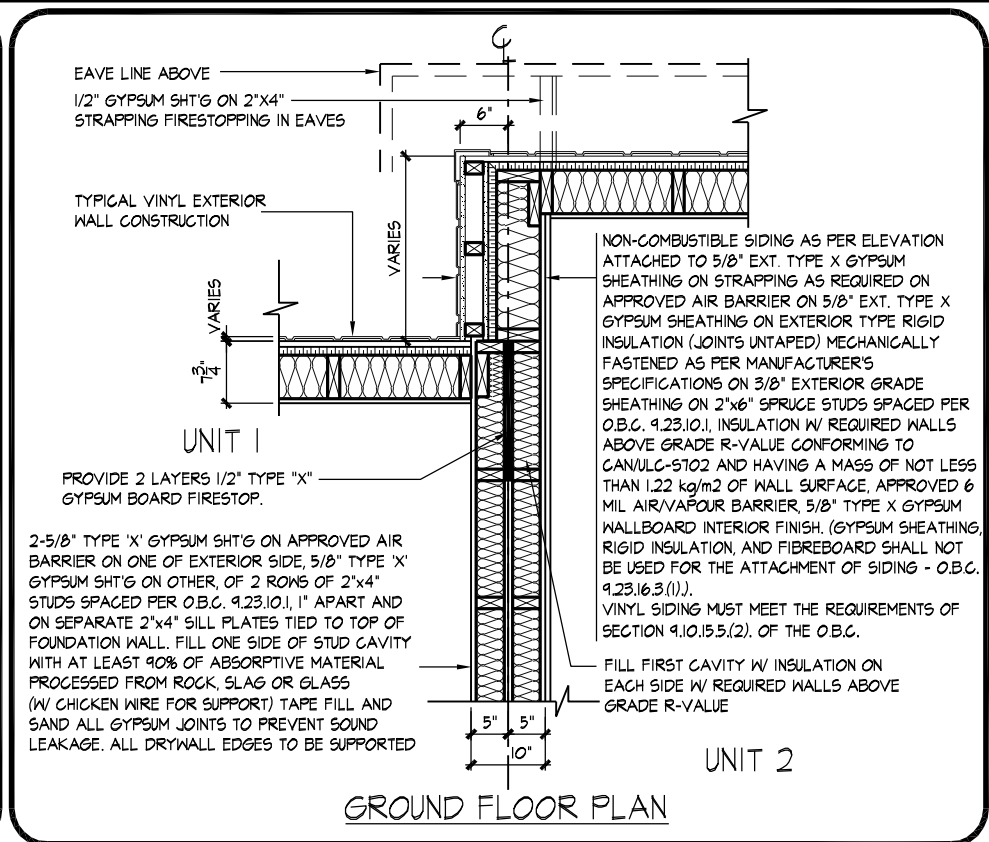 EAVE LINE ABOVE
1/2" GYPSUM SHT'G ON 2"X4"
STRAPPING FIRESTOPPING IN EAVES
6"
TYPICAL VINYL EXTERIOR
WALL CONSTRUCTION
VARIES
VARIES
7 3/4"
UNIT 1
PROVIDE 2 LAYERS 1/2" TYPE "X"
GYPSUM BOARD FIRESTOP.
2-5/8" TYPE 'X' GYPSUM SHT'G ON APPROVED AIR
BARRIER ON ONE OF EXTERIOR SIDE, 5/8" TYPE 'X'
GYPSUM SHT'G ON OTHER, OF 2 ROWS OF 2"x4"
STUDS SPACED PER O.B.C. 9.23.10.1, 1" APART AND
ON SEPARATE 2"x4" SILL PLATES TIED TO TOP OF
FOUNDATION WALL. FILL ONE SIDE OF STUD CAVITY
WITH AT LEAST 90% OF ABSORPTIVE MATERIAL
PROCESSED FROM ROCK, SLAG OR GLASS
(W/ CHICKEN WIRE FOR SUPPORT) TAPE FILL AND
SAND ALL GYPSUM JOINTS TO PREVENT SOUND
LEAKAGE. ALL DRYWALL EDGES TO BE SUPPORTED
NON-COMBUSTIBLE SIDING AS PER ELEVATION
ATTACHED TO 5/8" EXT. TYPE X GYPSUM
SHEATHING ON STRAPPING AS REQUIRED ON
APPROVED AIR BARRIER ON 5/8" EXT. TYPE X
GYPSUM SHEATHING ON EXTERIOR TYPE RIGID
INSULATION (JOINTS UNTAPED) MECHANICALLY
FASTENED AS PER MANUFACTURER'S
SPECIFICATIONS ON 3/8" EXTERIOR GRADE
SHEATHING ON 2"x6" SPRUCE STUDS SPACED PER
O.B.C. 9.23.10.1, INSULATION W/ REQUIRED WALLS
ABOVE GRADE R-VALUE CONFORMING TO
CAN/ULC-S702 AND HAVING A MASS OF NOT LESS
THAN 1.22 kg/m2 OF WALL SURFACE, APPROVED 6
MIL AIR/VAPOUR BARRIER, 5/8" TYPE X GYPSUM
WALLBOARD INTERIOR FINISH. (GYPSUM SHEATHING,
RIGID INSULATION, AND FIBREBOARD SHALL NOT
BE USED FOR THE ATTACHMENT OF SIDING - O.B.C.
9.23.16.3.(1).).
VINYL SIDING MUST MEET THE REQUIREMENTS OF
SECTION 9.10.15.5.(2). OF THE O.B.C.
FILL FIRST CAVITY W/ INSULATION ON
EACH SIDE W/ REQUIRED WALLS ABOVE
GRADE R-VALUE
5" 5"
10"
UNIT 2
GROUND FLOOR PLAN